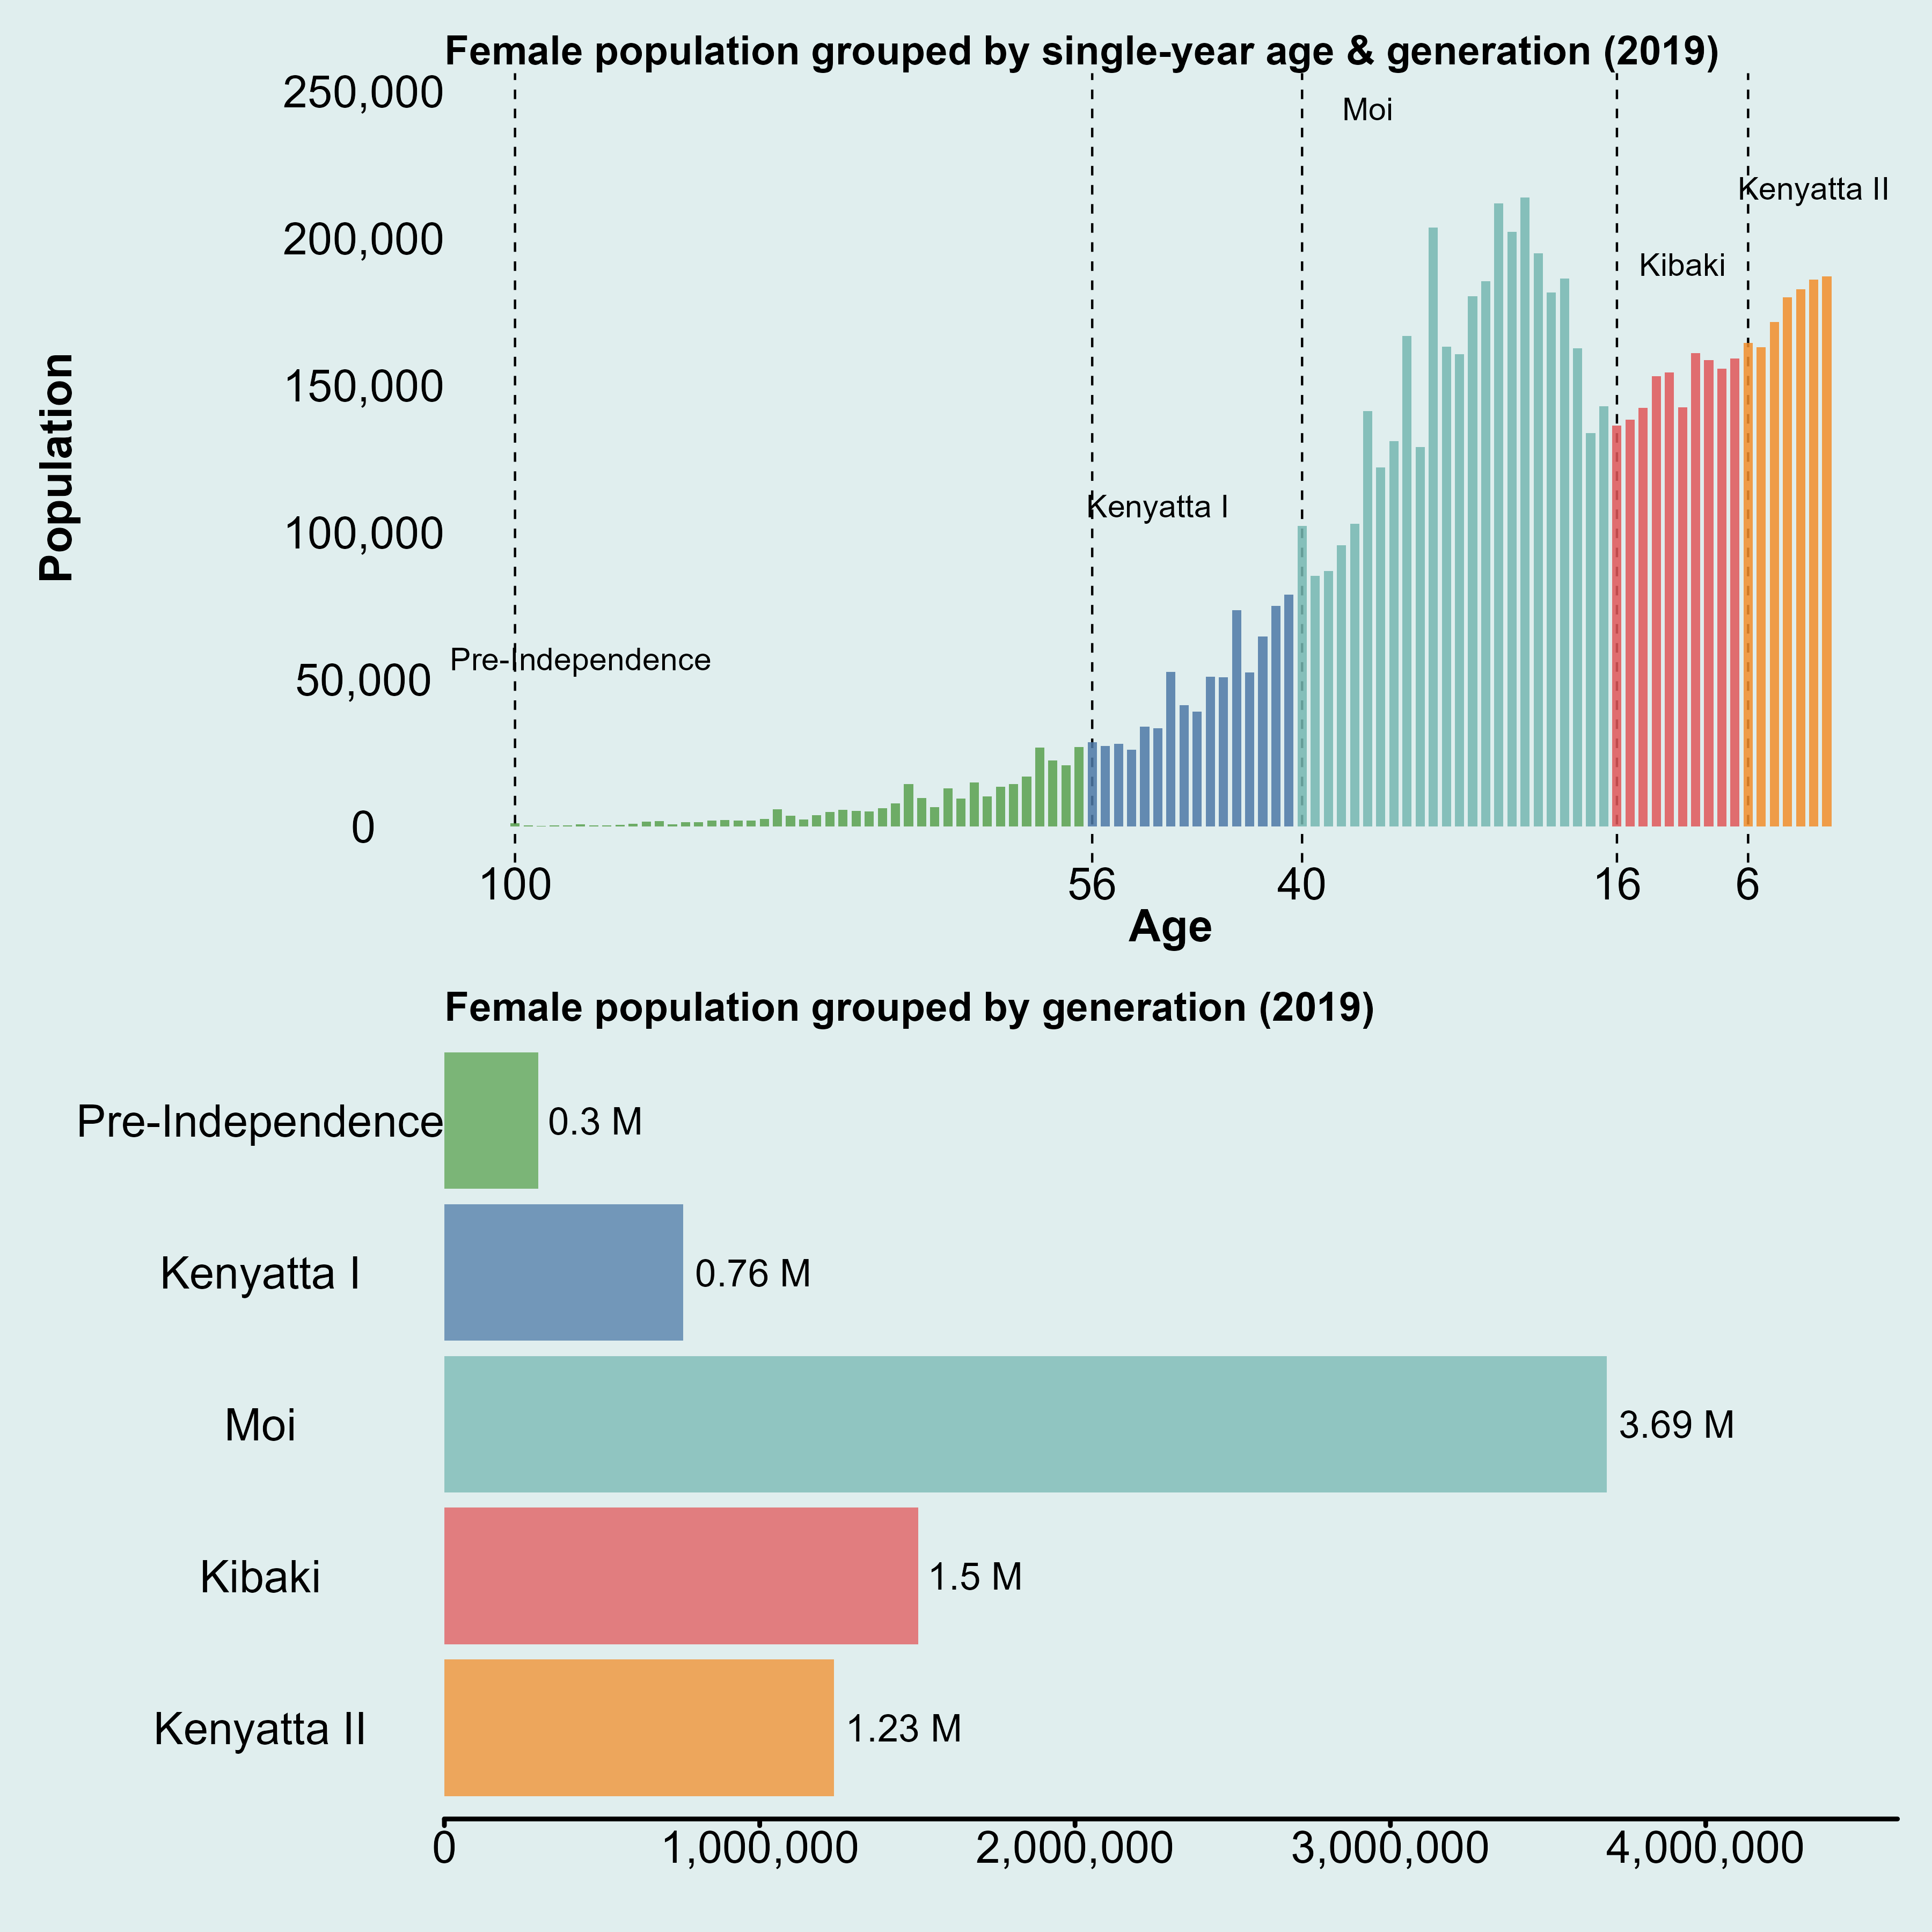 Female population grouped by single-year age & generation (2019)
250,000
Moi
Kenyatta II
200,000
Kibaki
150,000
Population
100,000
Kenyatta I
50,000
Pre-Independence
0
100 56 40 16 6
Age
Female population grouped by generation (2019)
Pre-Independence 0.3 M
Kenyatta I 0.76 M
Moi 3.69 M
Kibaki 1.5 M
Kenyatta II 1.23 M
0 1,000,000 2,000,000 3,000,000 4,000,000